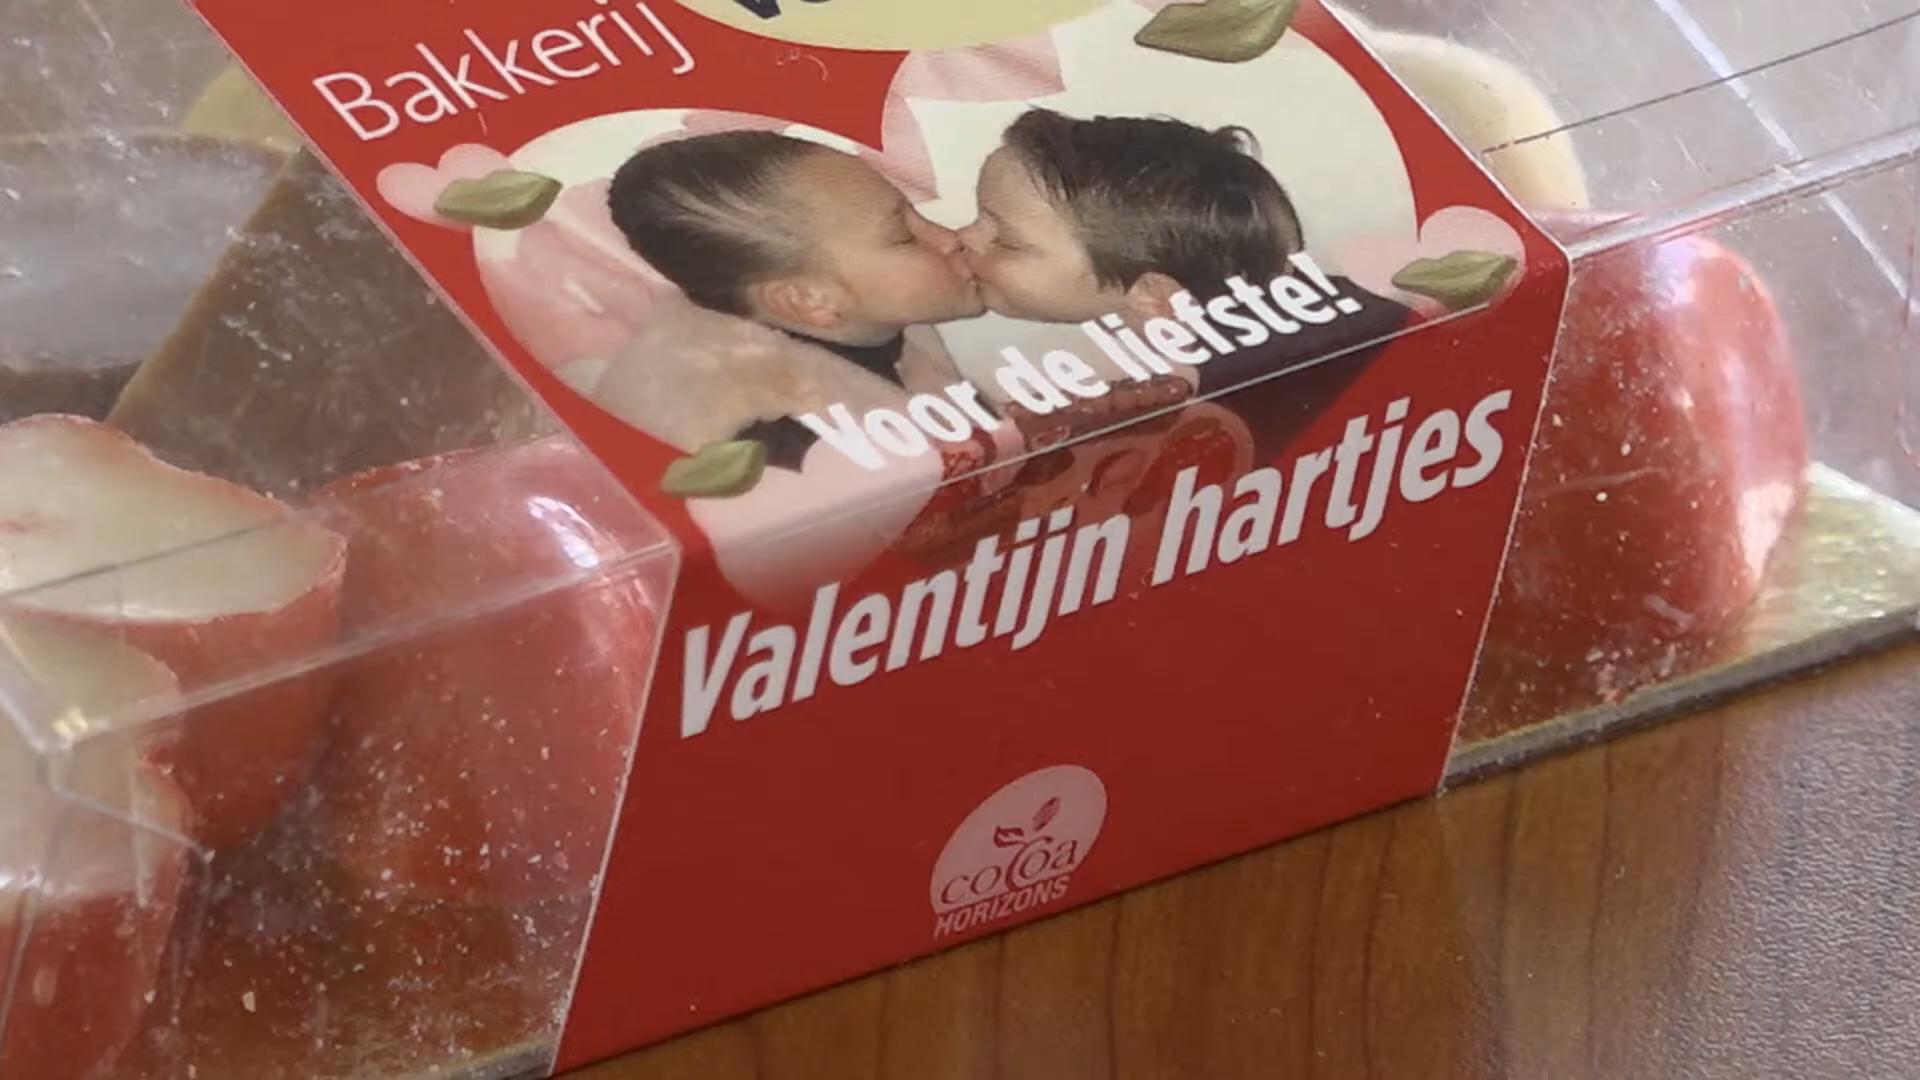 Bakkerij
Voor de liefste!
Valentijn hartjes
cocoa
HORIZONS